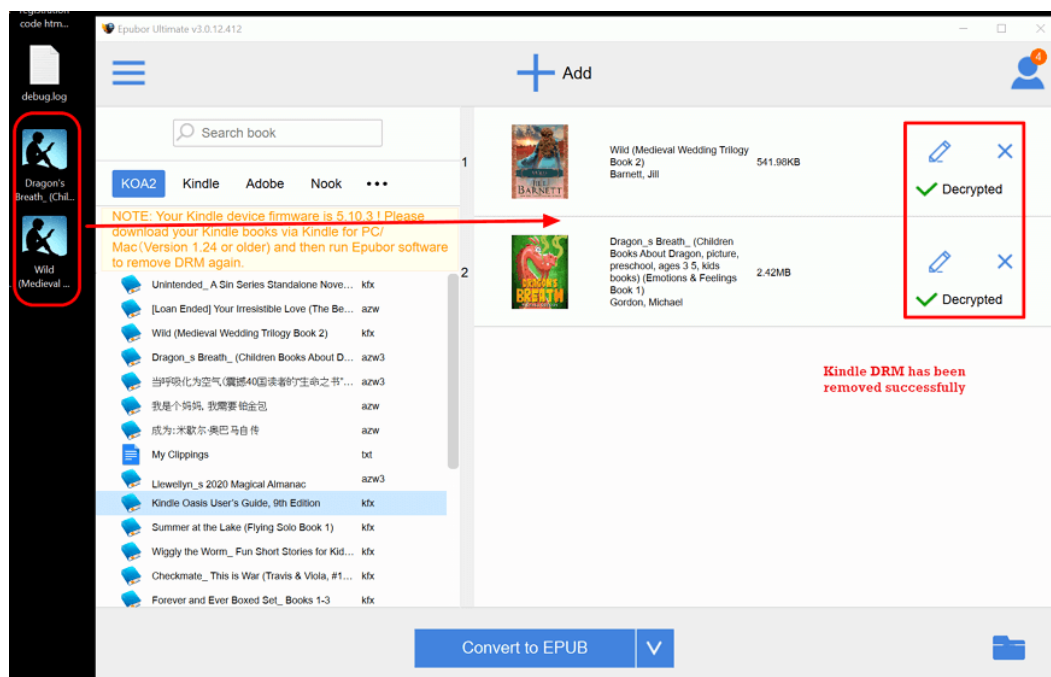 registration
code htm...
debug.log
Dragon's
Breath_ (Chil...
Wild
(Medieval ...
Epubor Ultimate v3.0.12.412
Add
4
Search book
KOA2 Kindle Adobe Nook •••
NOTE: Your Kindle device firmware is 5.10.3 ! Please
download your Kindle books via Kindle for PC/
Mac (Version 1.24 or older) and then run Epubor software
to remove DRM again.
Unintended_ A Sin Series Standalone Nove... kfx
[Loan Ended] Your Irresistible Love (The Be... azw
Wild (Medieval Wedding Trilogy Book 2) kfx
Dragon_s Breath_ (Children Books About D... azw3
当呼吸化为空气(震撼40国读者的"生命之书"... azw3
我是个妈妈, 我需要铂金包 azw
成为:米歇尔·奥巴马自传 azw
My Clippings txt
Llewellyn_s 2020 Magical Almanac azw3
Kindle Oasis User's Guide, 9th Edition kfx
Summer at the Lake (Flying Solo Book 1) kfx
Wiggly the Worm_ Fun Short Stories for Kid... kfx
Checkmate_ This is War (Travis & Viola, #1... kfx
Forever and Ever Boxed Set_ Books 1-3 kfx
1
JILL
BARNETT
Wild (Medieval Wedding Trilogy
Book 2)
Barnett, Jill
541.98KB
Decrypted
2
DRAGON'S
BREATH
Dragon_s Breath_ (Children
Books About Dragon, picture,
preschool, ages 3 5, kids
books) (Emotions & Feelings
Book 1)
Gordon, Michael
2.42MB
Decrypted
Kindle DRM has been
removed successfully
Convert to EPUB